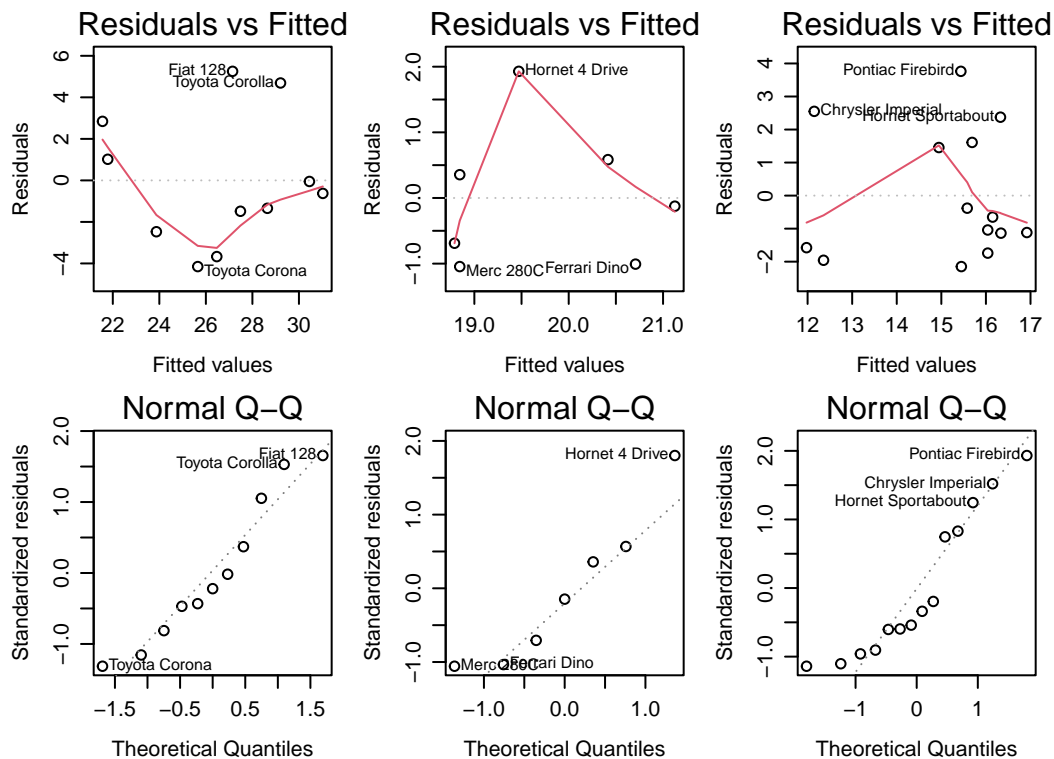 Residuals vs Fitted
Residuals
6
4
2
0
−4
Fiat 128
Toyota Corolla
Toyota Corona
22
24
26
28
30
Fitted values
Residuals vs Fitted
Residuals
2.0
1.0
0.0
−1.0
Hornet 4 Drive
Merc 280C
Ferrari Dino
19.0
20.0
21.0
Fitted values
Residuals vs Fitted
Residuals
4
3
2
1
0
−2
Pontiac Firebird
Chrysler Imperial
Hornet Sportabout
12
13
14
15
16
17
Fitted values
Normal Q−Q
Standardized residuals
2.0
1.0
0.0
−1.0
Fiat 128
Toyota Corolla
Toyota Corona
−1.5
−0.5
0.5
1.5
Theoretical Quantiles
Normal Q−Q
Standardized residuals
2.0
1.0
0.0
−1.0
Hornet 4 Drive
Merc 280C
Ferrari Dino
−1.0
0.0
1.0
Theoretical Quantiles
Normal Q−Q
Standardized residuals
2.0
1.0
0.0
−1.0
Pontiac Firebird
Chrysler Imperial
Hornet Sportabout
−1
0
1
Theoretical Quantiles